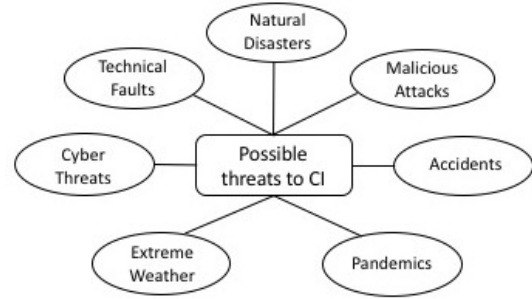 Natural
Disasters
Technical
Faults
Malicious
Attacks
Cyber
Threats
Possible
threats to CI
Accidents
Extreme
Weather
Pandemics